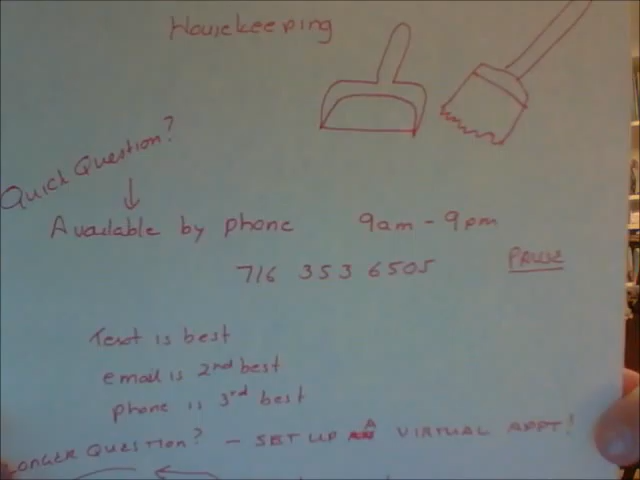 Housekeeping
Quick Question?
Available by phone 9am - 9pm
716 353 6505
PAUSE
Text is best
email is 2nd best
phone is 3rd best
LONGER QUESTION? - SET UP A VIRTUAL APPT!